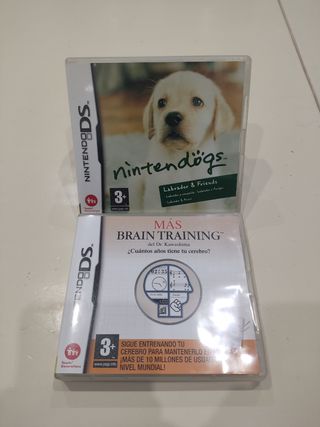 NINTENDO DS
nintendogs
Labrador & Friends
3+
NINTENDO DS
MÁS
BRAIN TRAINING
del Dr. Kawashima
¿Cuántos años tiene tu cerebro?
3+
SIGUE ENTRENANDO TU
CEREBRO PARA MANTENERLO EN
¡MÁS DE 10 MILLONES DE
NIVEL MUNDIAL!